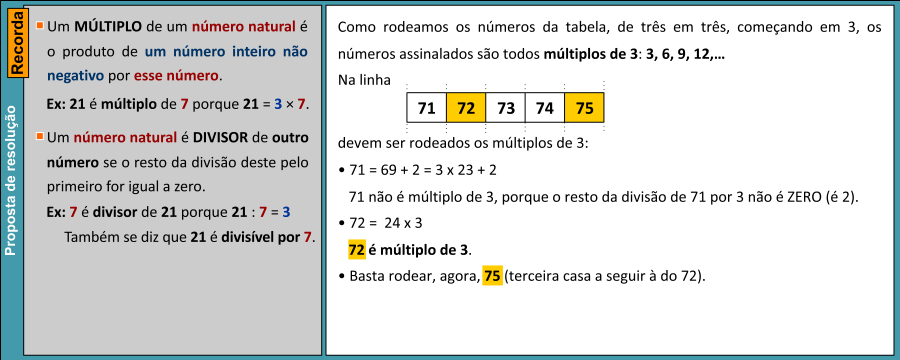 Recorda
Proposta de resolução
Um MÚLTIPLO de um número natural é
o produto de um número inteiro não
negativo por esse número.
Ex: 21 é múltiplo de 7 porque 21 = 3 × 7.
Um número natural é DIVISOR de outro
número se o resto da divisão deste pelo
primeiro for igual a zero.
Ex: 7 é divisor de 21 porque 21 : 7 = 3
Também se diz que 21 é divisível por 7.
Como rodeamos os números da tabela, de três em três, começando em 3, os
números assinalados são todos múltiplos de 3: 3, 6, 9, 12,...
Na linha
71 72 73 74 75
devem ser rodeados os múltiplos de 3:
• 71 = 69 + 2 = 3 x 23 + 2
71 não é múltiplo de 3, porque o resto da divisão de 71 por 3 não é ZERO (é 2).
• 72 = 24 x 3
72 é múltiplo de 3.
• Basta rodear, agora, 75 (terceira casa a seguir à do 72).